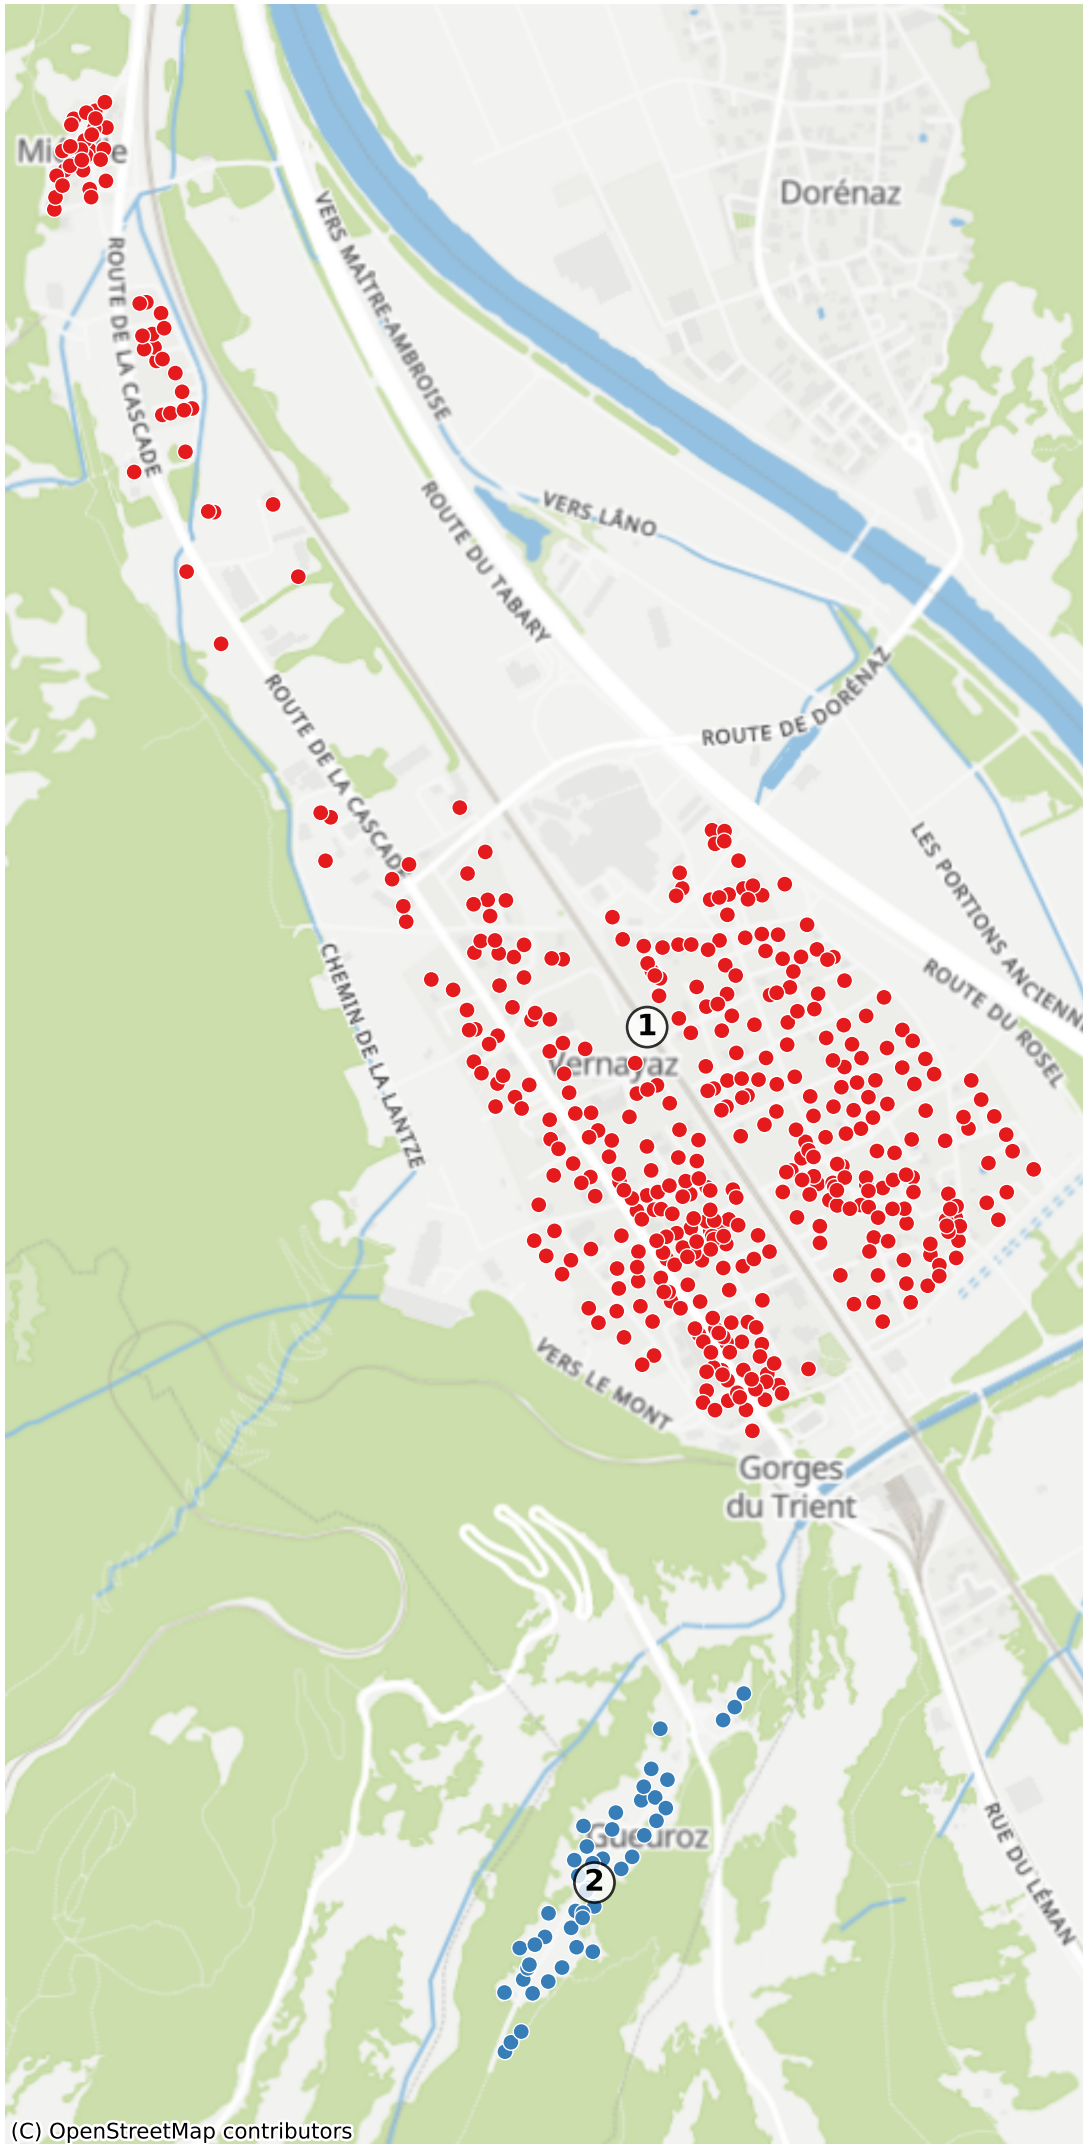 Dorénaz
ROUTE DE LA CASCADE
VERS MAÎTRE-AMBROISE
ROUTE DU TABARY
VERS LÂNO
ROUTE DE DORÉNAZ
ROUTE DE LA CASCADE
LES PORTIONS ANCIENN
ROUTE DU ROSEL
CHEMIN DE LA LANTZE
1
Vernayaz
VERS LE MONT
Gorges
du Trient
Gueuroz
2
RUE DU LÉMAN
(C) OpenStreetMap contributors